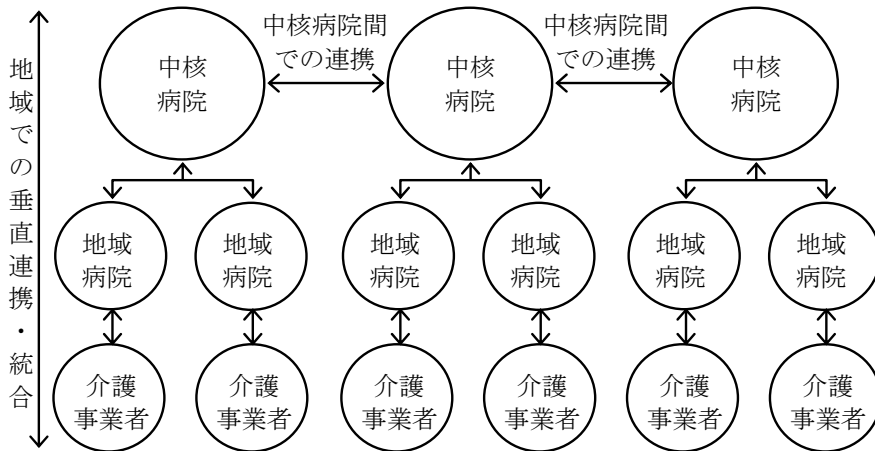 地域での垂直連携・統合
中核病院間
での連携
中核病院間
での連携
中核
病院
中核
病院
中核
病院
地域
病院
地域
病院
地域
病院
地域
病院
地域
病院
地域
病院
介護
事業者
介護
事業者
介護
事業者
介護
事業者
介護
事業者
介護
事業者